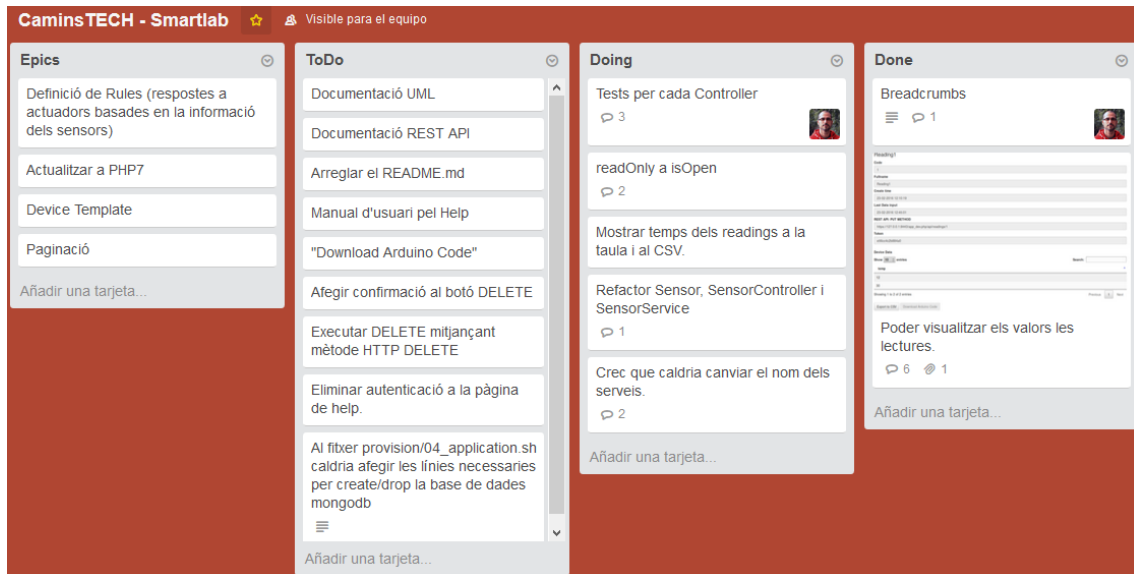 CaminsTECH - Smartlab
Visible para el equipo
Epics
Definició de Rules (respostes a
actuadors basades en la informació
dels sensors)
Actualitzar a PHP7
Device Template
Paginació
Añadir una tarjeta...
ToDo
Documentació UML
Documentació REST API
Arreglar el README.md
Manual d'usuari pel Help
"Download Arduino Code"
Afegir confirmació al botó DELETE
Executar DELETE mitjançant
mètode HTTP DELETE
Eliminar autenticació a la pàgina
de help.
Al fitxer provision/04_application.sh
caldria afegir les línies necessaries
per create/drop la base de dades
mongodb
Añadir una tarjeta...
Doing
Tests per cada Controller
3
readOnly a isOpen
2
Mostrar temps dels readings a la
taula i al CSV.
Refactor Sensor, SensorController i
SensorService
1
Crec que caldria canviar el nom dels
serveis.
2
Añadir una tarjeta...
Done
Breadcrumbs
1
Reading1
Poder visualitzar els valors les
lectures.
6 1
Añadir una tarjeta...